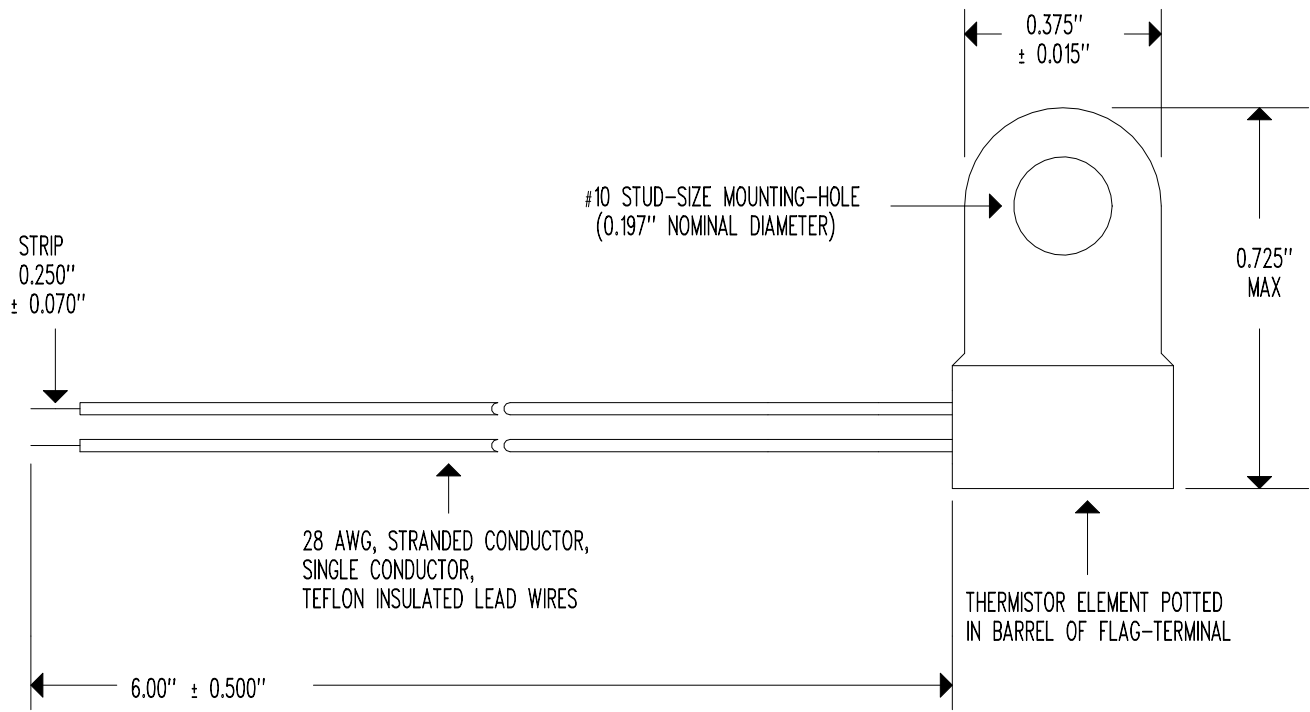 0.375"
± 0.015"
#10 STUD-SIZE MOUNTING-HOLE
(0.197" NOMINAL DIAMETER)
STRIP
0.250"
± 0.070"
0.725"
MAX
28 AWG, STRANDED CONDUCTOR,
SINGLE CONDUCTOR,
TEFLON INSULATED LEAD WIRES
THERMISTOR ELEMENT POTTED
IN BARREL OF FLAG-TERMINAL
6.00" ± 0.500"